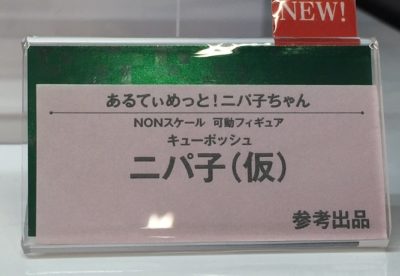 NEW!
あるてぃめっと!ニパ子ちゃん
NONスケール 可動フィギュア
キューポッシュ
ニパ子(仮)
参考出品